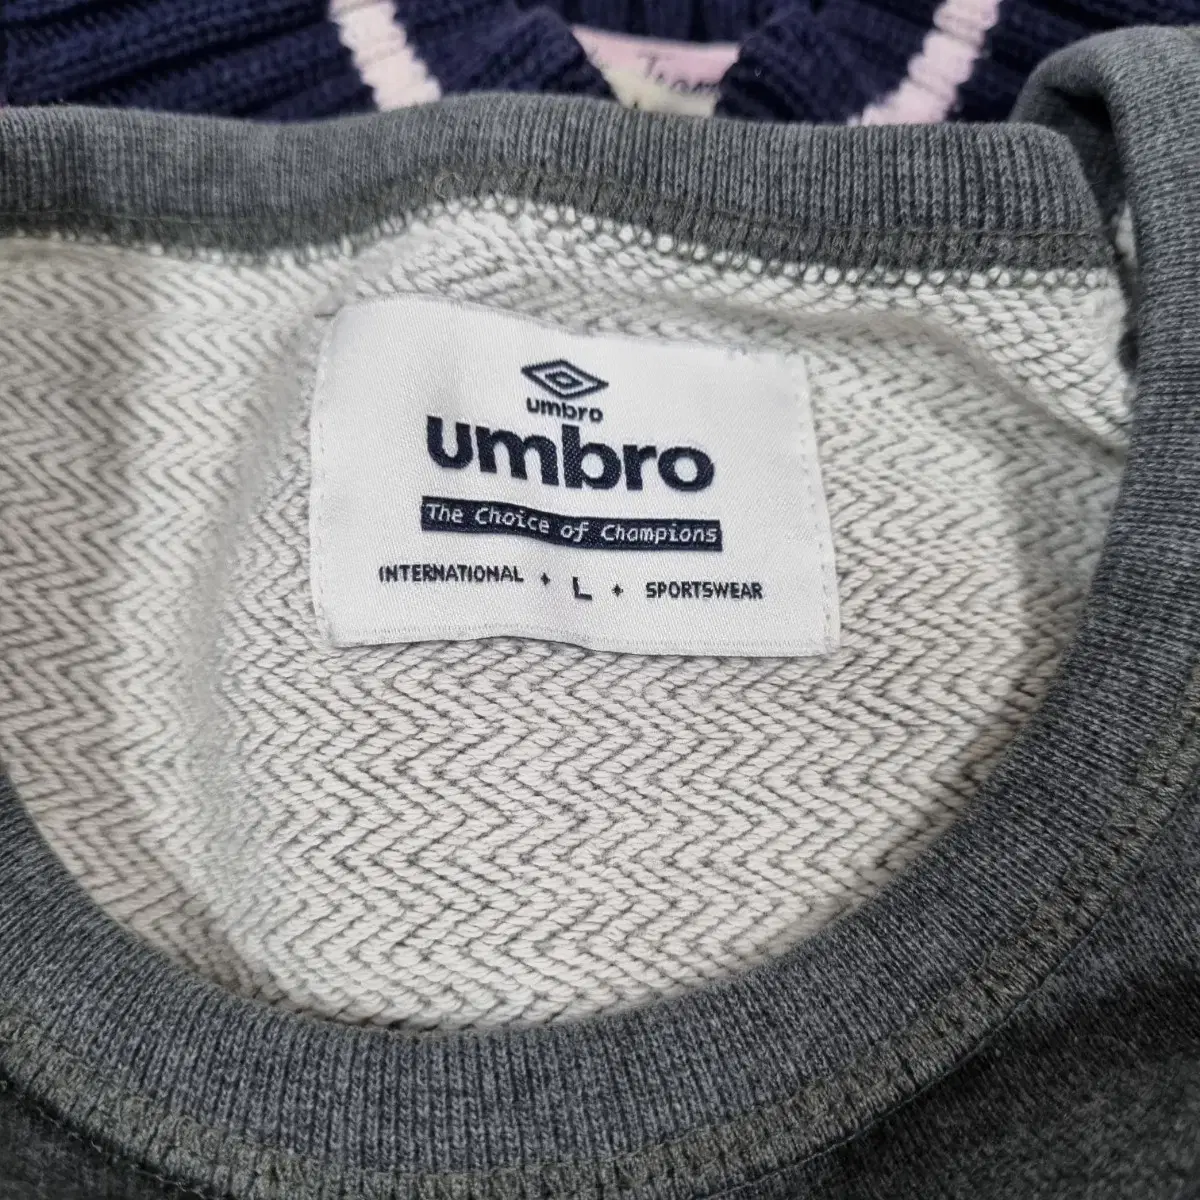 umbro
umbro
The Choice of Champions
INTERNATIONAL • L • SPORTSWEAR